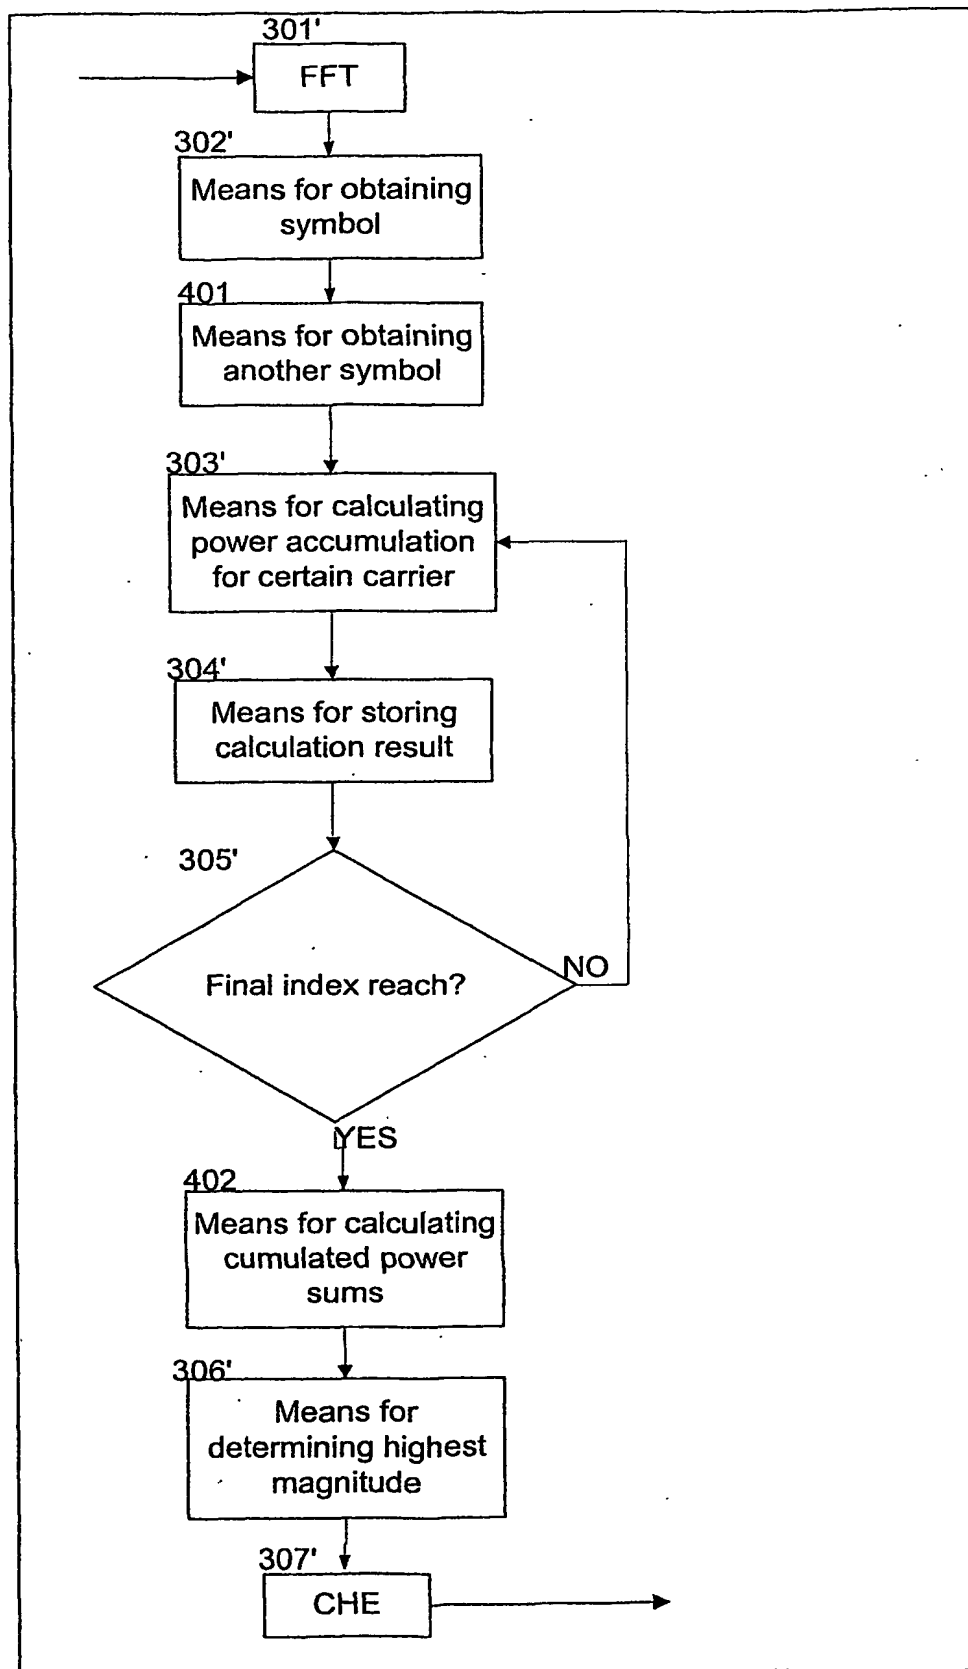 301'
FFT
302'
Means for obtaining
symbol
401
Means for obtaining
another symbol
303'
Means for calculating
power accumulation
for certain carrier
304'
Means for storing
calculation result
305'
Final index reach?
NO
YES
402
Means for calculating
cumulated power
sums
306'
Means for
determining highest
magnitude
307'
CHE